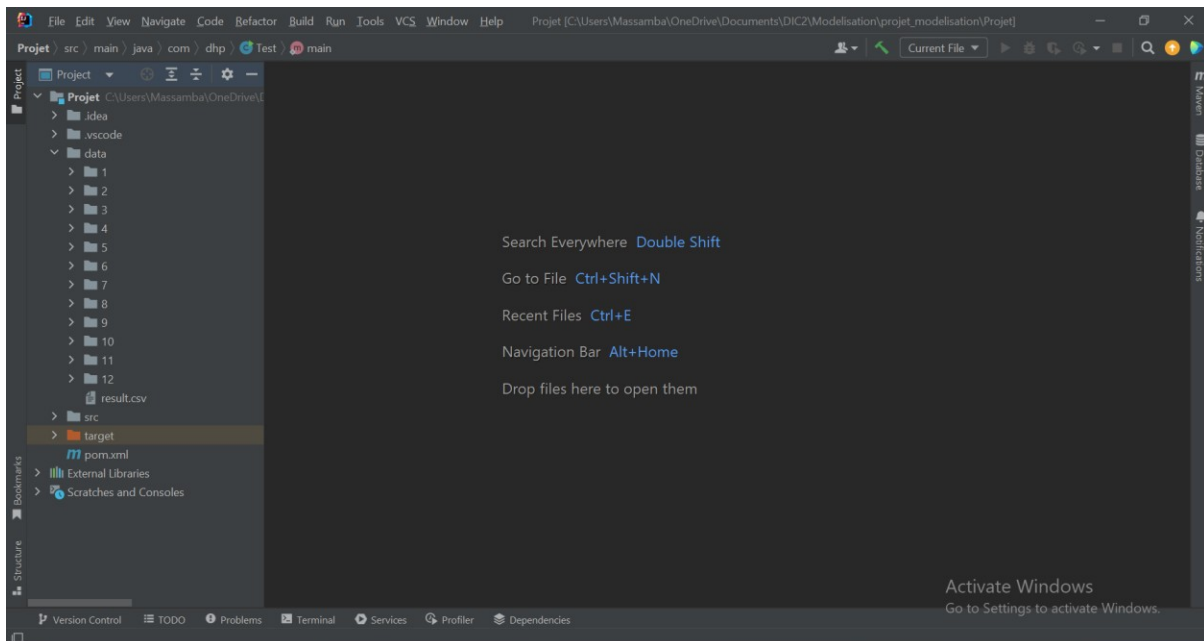 File Edit View Navigate Code Refactor Build Run Tools VCS Window Help Projet [C:\Users\Massamba\OneDrive\Documents\DIC2\Modelisation\projet_modelisation\Projet]
Projet src main java com dhp Test main Current File
Project
Projet C:\Users\Massamba\OneDrive\
.idea
.vscode
data
1
2
3
4
5
6
7
8
9
10
11
12
result.csv
src
target
pom.xml
External Libraries
Scratches and Consoles
Project
Bookmarks
Structure
Search Everywhere Double Shift
Go to File Ctrl+Shift+N
Recent Files Ctrl+E
Navigation Bar Alt+Home
Drop files here to open them
Maven
Database
Notifications
Activate Windows
Go to Settings to activate Windows.
Version Control TODO Problems Terminal Services Profiler Dependencies